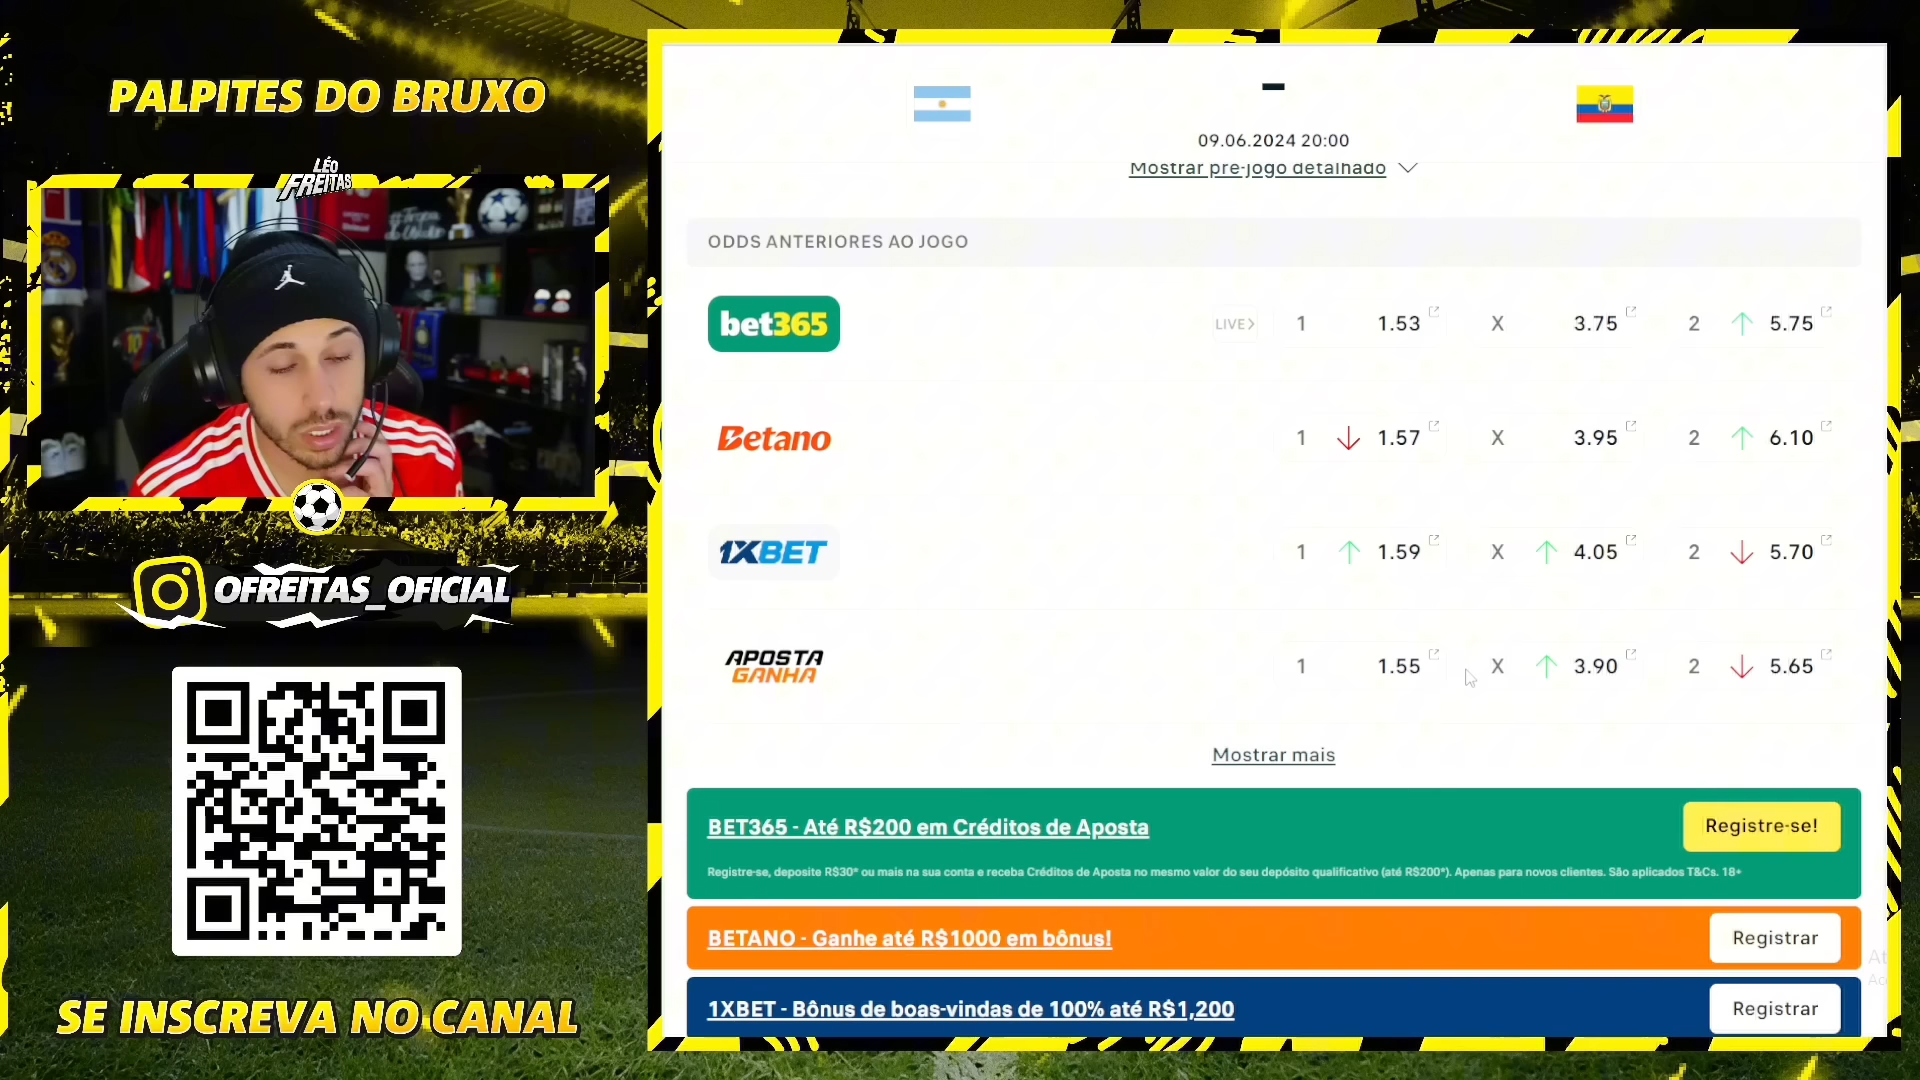 PALPITES DO BRUXO
LÉO
FREITAS
OFREITAS_OFICIAL
SE INSCREVA NO CANAL
09.06.2024 20:00
Mostrar pré-jogo detalhado
ODDS ANTERIORES AO JOGO
bet365 LIVE> 1 1.53 X 3.75 2 5.75
Betano 1 1.57 X 3.95 2 6.10
1XBET 1 1.59 X 4.05 2 5.70
APOSTA
GANHA 1 1.55 X 3.90 2 5.65
Mostrar mais
BET365 - Até R$200 em Créditos de Aposta
Registre-se!
Registre-se, deposite R$30* ou mais na sua conta e receba Créditos de Aposta no mesmo valor do seu depósito qualificativo (até R$200*). Apenas para novos clientes. São aplicados T&Cs. 18+
BETANO - Ganhe até R$1000 em bônus!
Registrar
1XBET - Bônus de boas-vindas de 100% até R$1,200
Registrar